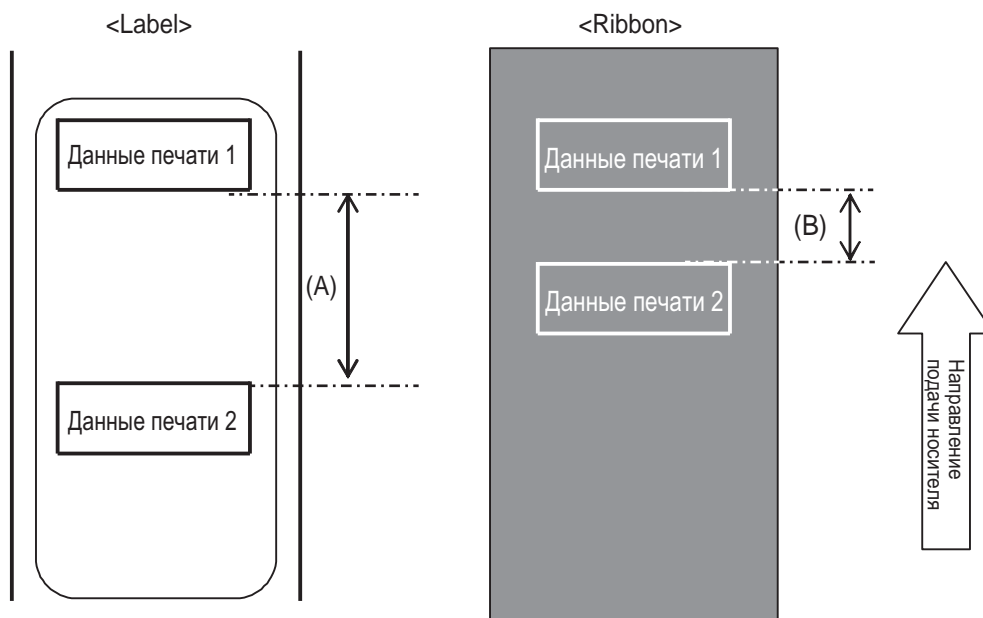 <Label>
Данные печати 1
(A)
Данные печати 2
<Ribbon>
Данные печати 1
(B)
Данные печати 2
Направление
подачи носителя